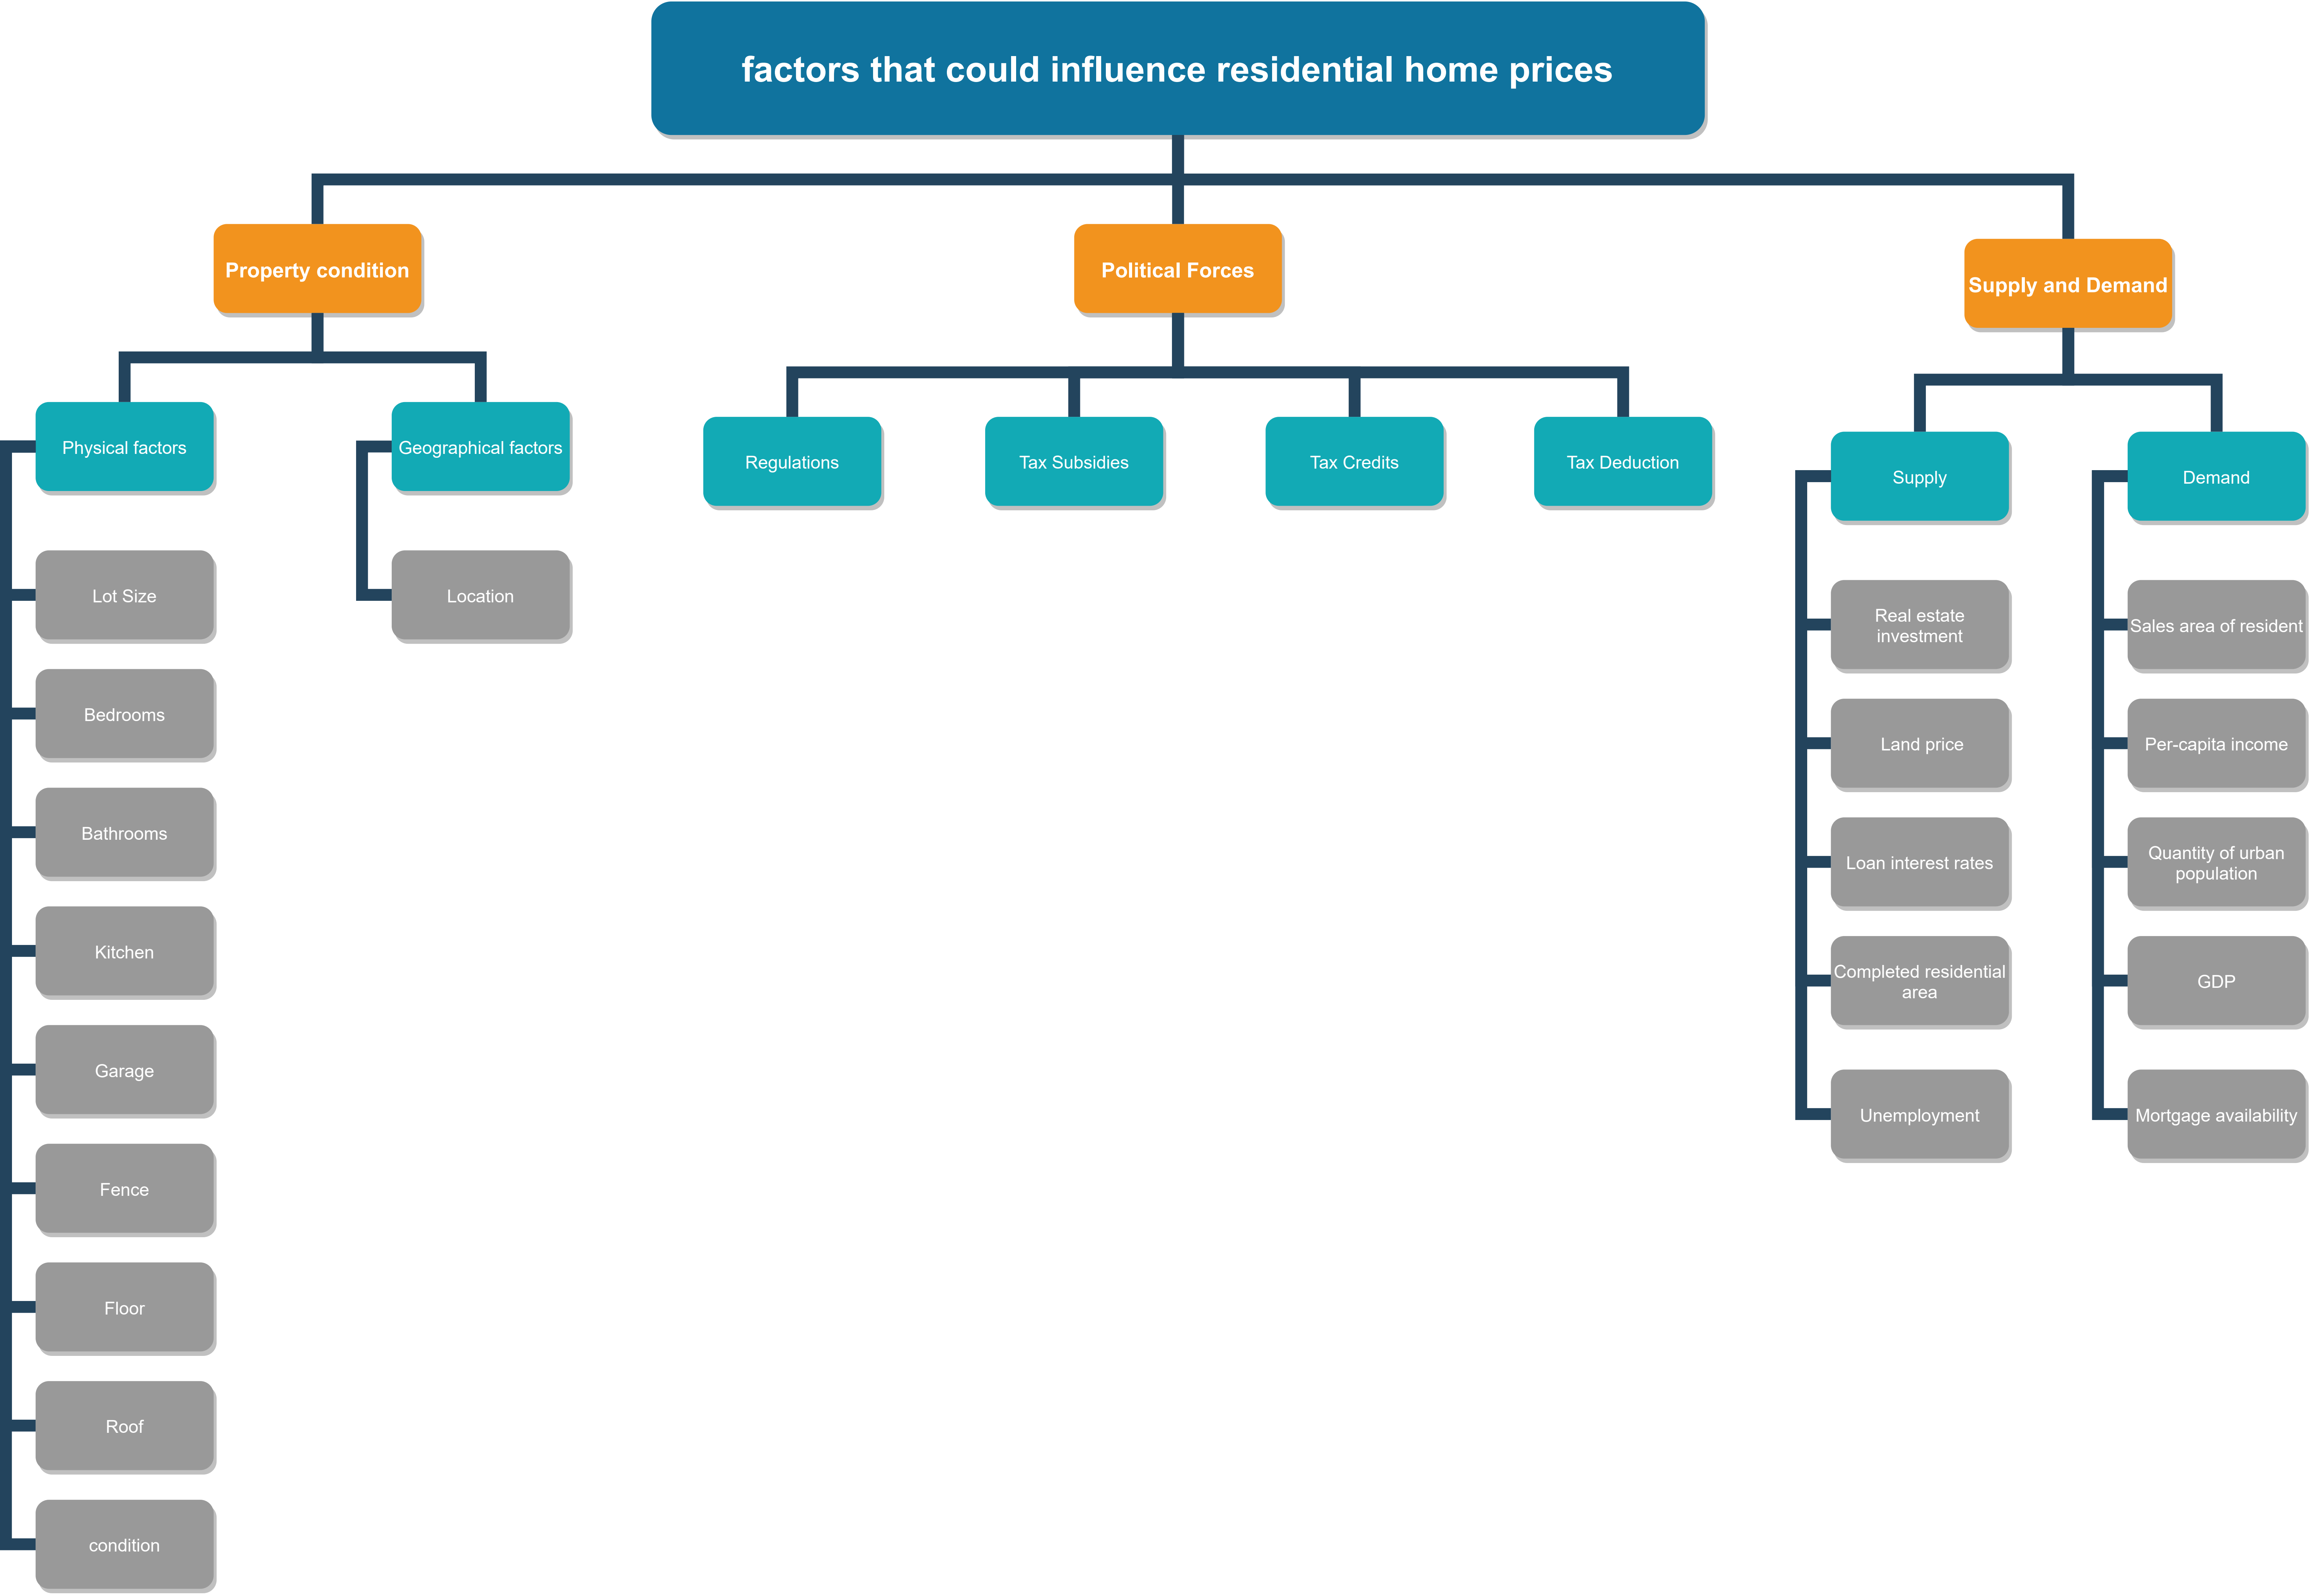 factors that could influence residential home prices
Property condition
Political Forces
Supply and Demand
Physical factors
Geographical factors
Regulations
Tax Subsidies
Tax Credits
Tax Deduction
Supply
Demand
Lot Size
Bedrooms
Bathrooms
Kitchen
Garage
Fence
Floor
Roof
condition
Location
Real estate
investment
Land price
Loan interest rates
Completed residential
area
Unemployment
Sales area of resident
Per-capita income
Quantity of urban
population
GDP
Mortgage availability